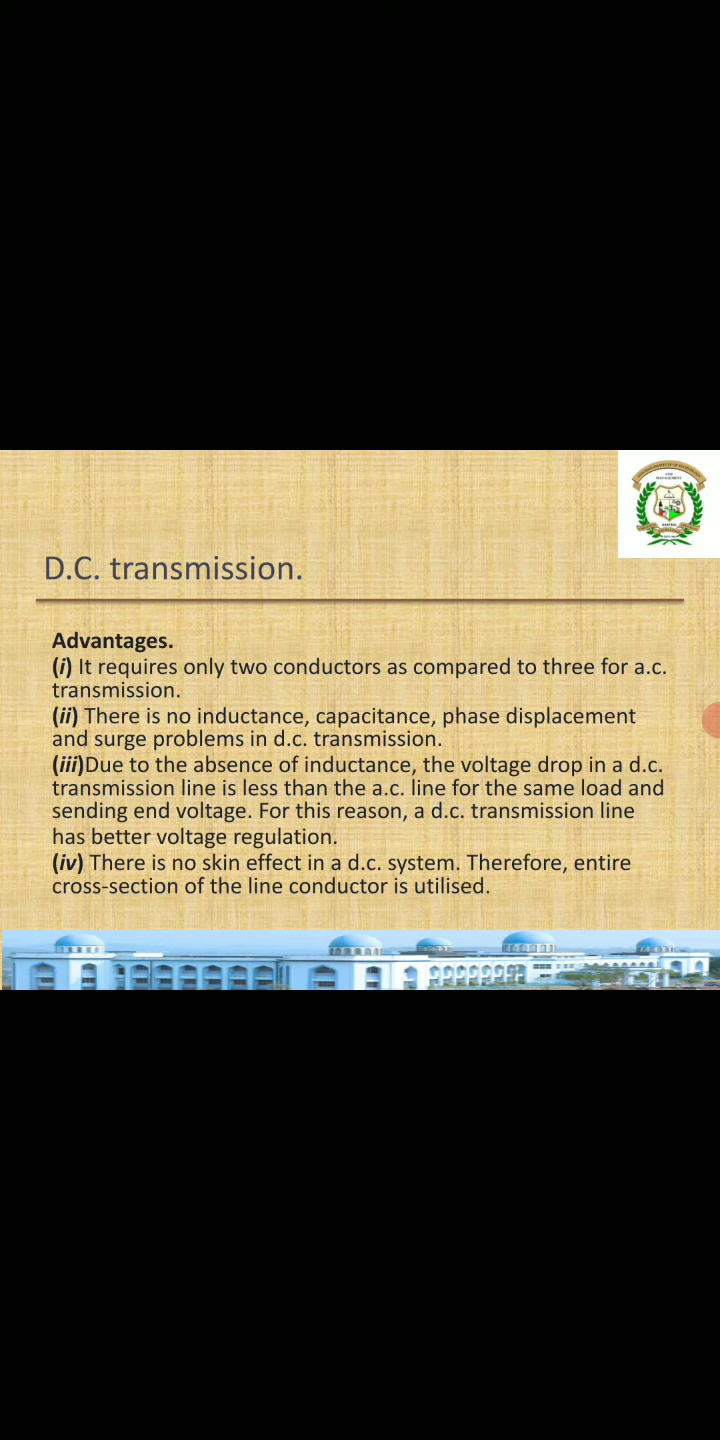 MANAGEMENT
D.C. transmission.
Advantages.
(i) It requires only two conductors as compared to three for a.c.
transmission.
(ii) There is no inductance, capacitance, phase displacement
and surge problems in d.c. transmission.
(iii)Due to the absence of inductance, the voltage drop in a d.c.
transmission line is less than the a.c. line for the same load and
sending end voltage. For this reason, a d.c. transmission line
has better voltage regulation.
(iv) There is no skin effect in a d.c. system. Therefore, entire
cross-section of the line conductor is utilised.